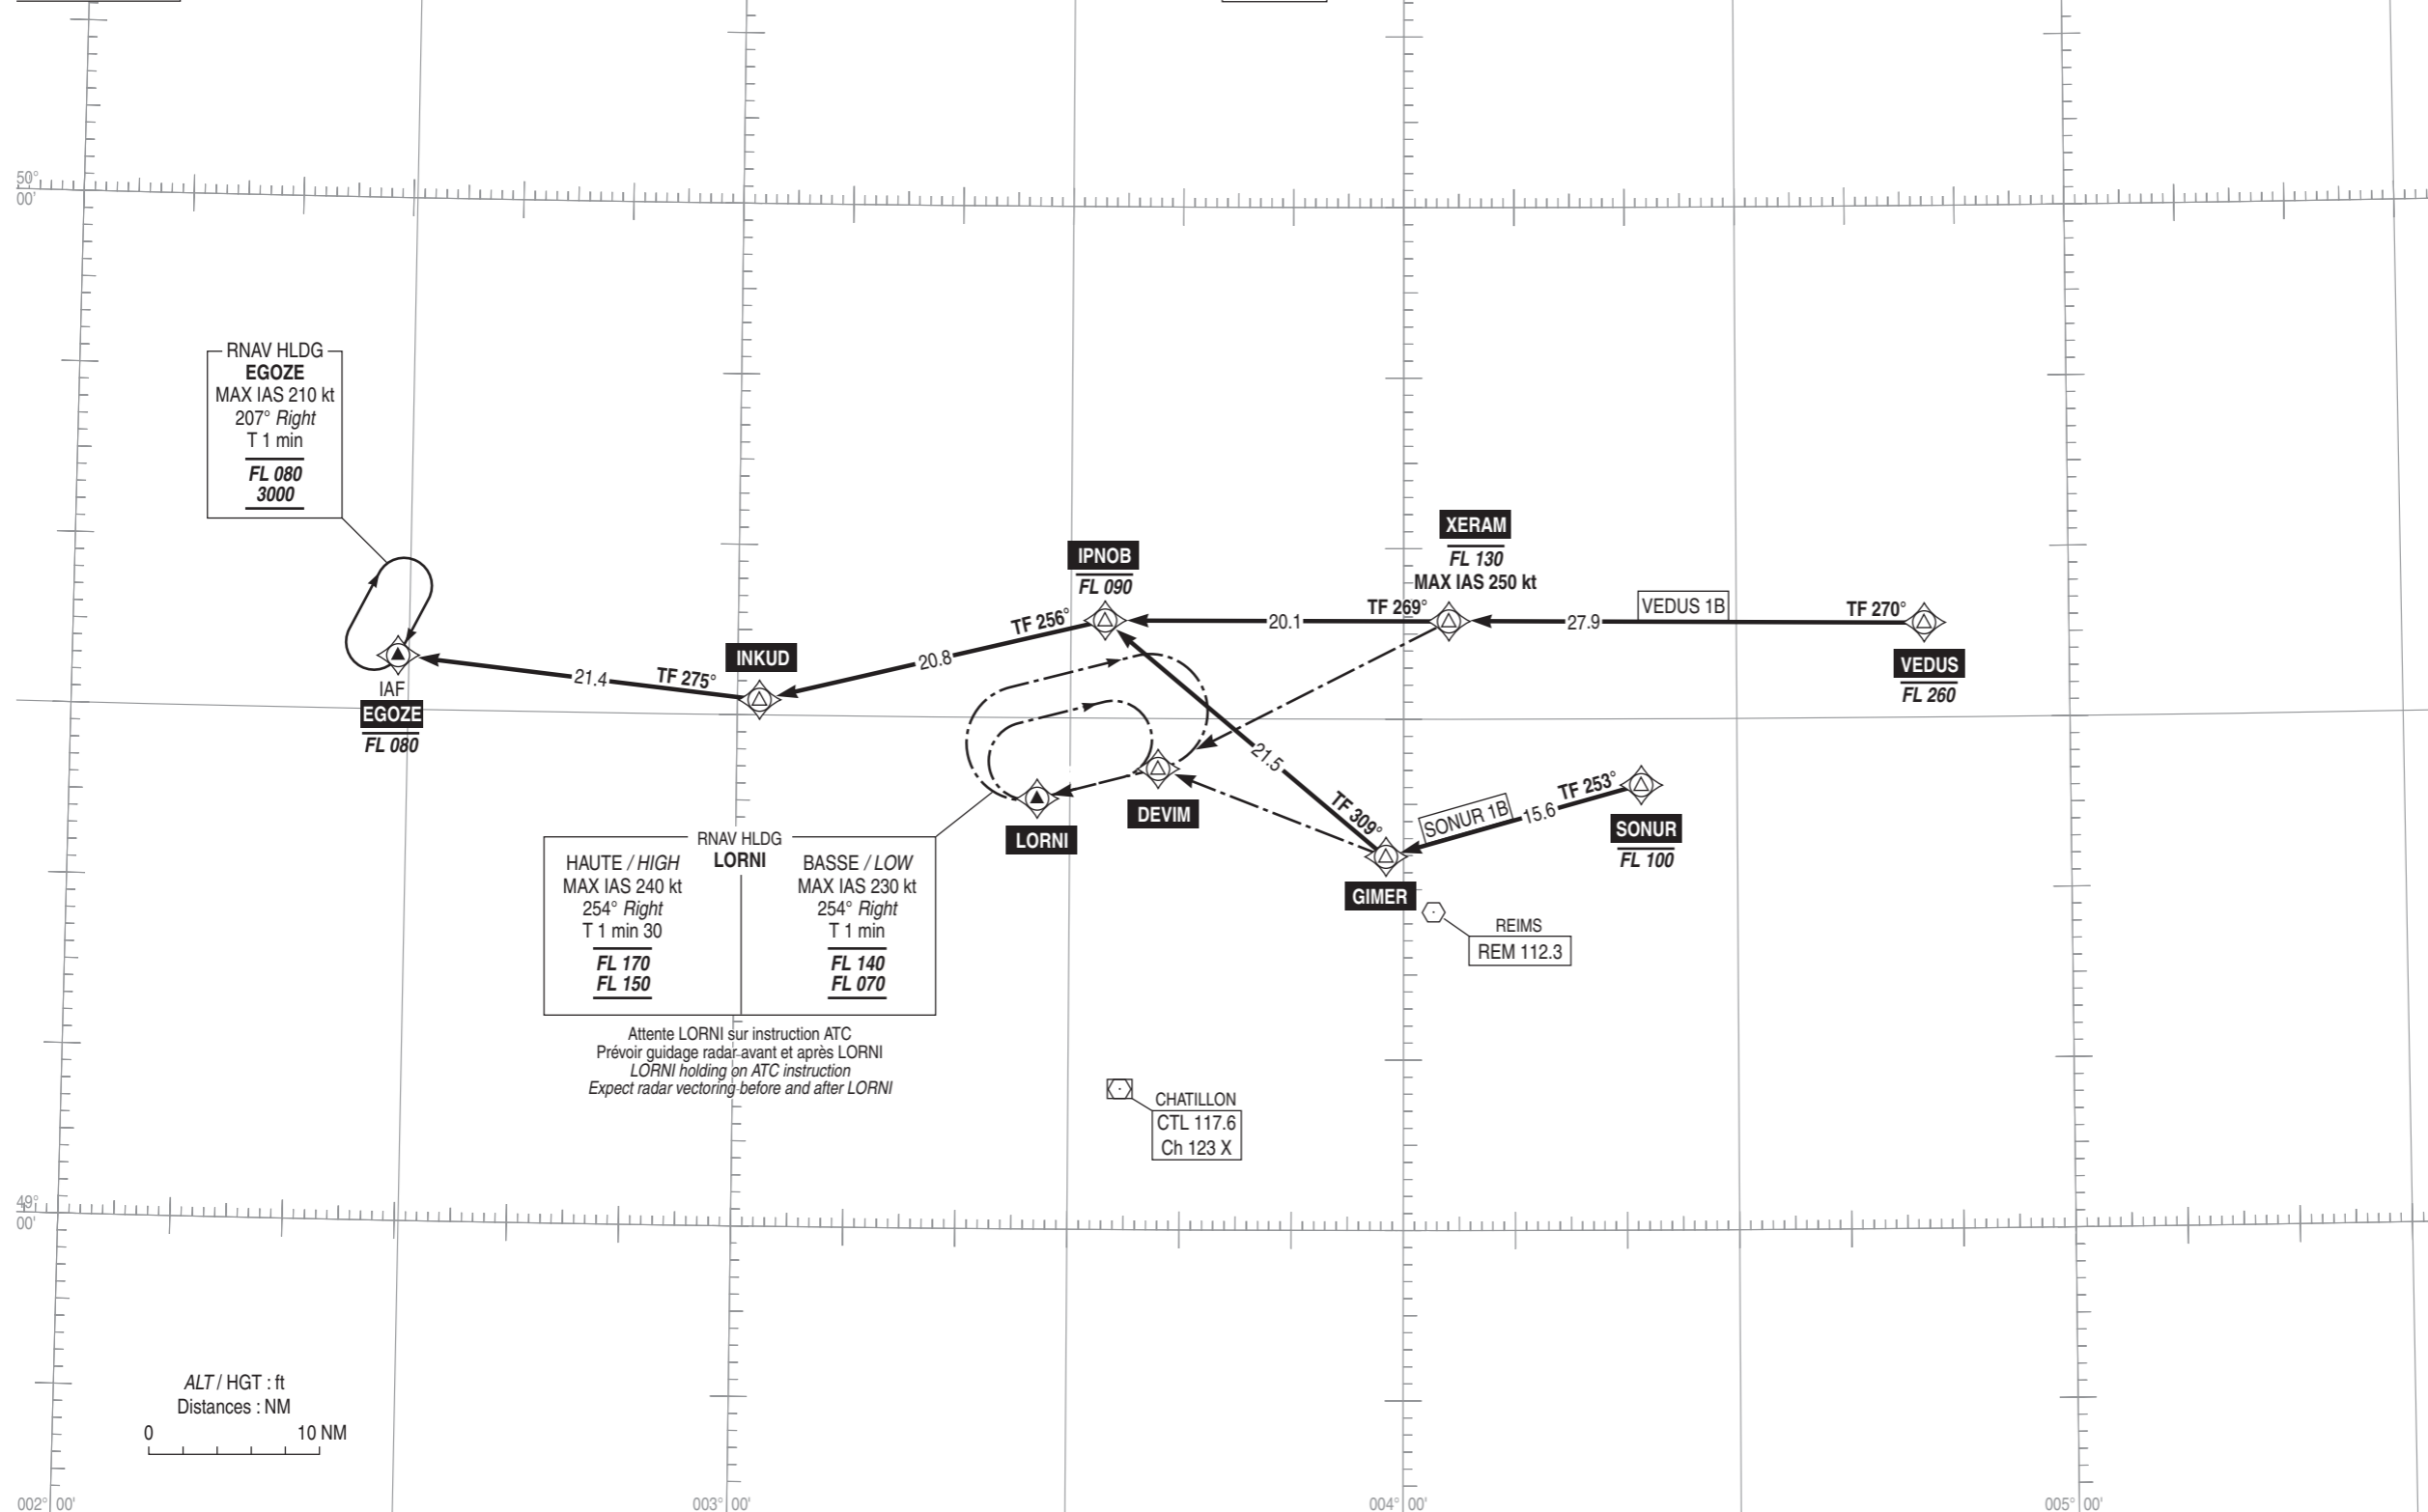 50°
00'
RNAV HLDG
EGOZE
MAX IAS 210 kt
207° Right
T 1 min
FL 080
3000
IAF
EGOZE
FL 080
21.4
TF 275°
INKUD
20.8
TF 256°
IPNOB
FL 090
20.1
TF 269°
XERAM
FL 130
MAX IAS 250 kt
27.9
VEDUS 1B
TF 270°
VEDUS
FL 260
21.5
TF 309°
LORNI
DEVIM
GIMER
SONUR 1B
15.6
TF 253°
SONUR
FL 100
RNAV HLDG
LORNI
HAUTE / HIGH
MAX IAS 240 kt
254° Right
T 1 min 30
FL 170
FL 150
BASSE / LOW
MAX IAS 230 kt
254° Right
T 1 min
FL 140
FL 070
Attente LORNI sur instruction ATC
Prévoir guidage radar avant et après LORNI
LORNI holding on ATC instruction
Expect radar vectoring before and after LORNI
REIMS
REM 112.3
CHATILLON
CTL 117.6
Ch 123 X
49°
00'
ALT / HGT : ft
Distances : NM
0 10 NM
002° 00'
003° 00'
004° 00'
005° 00'